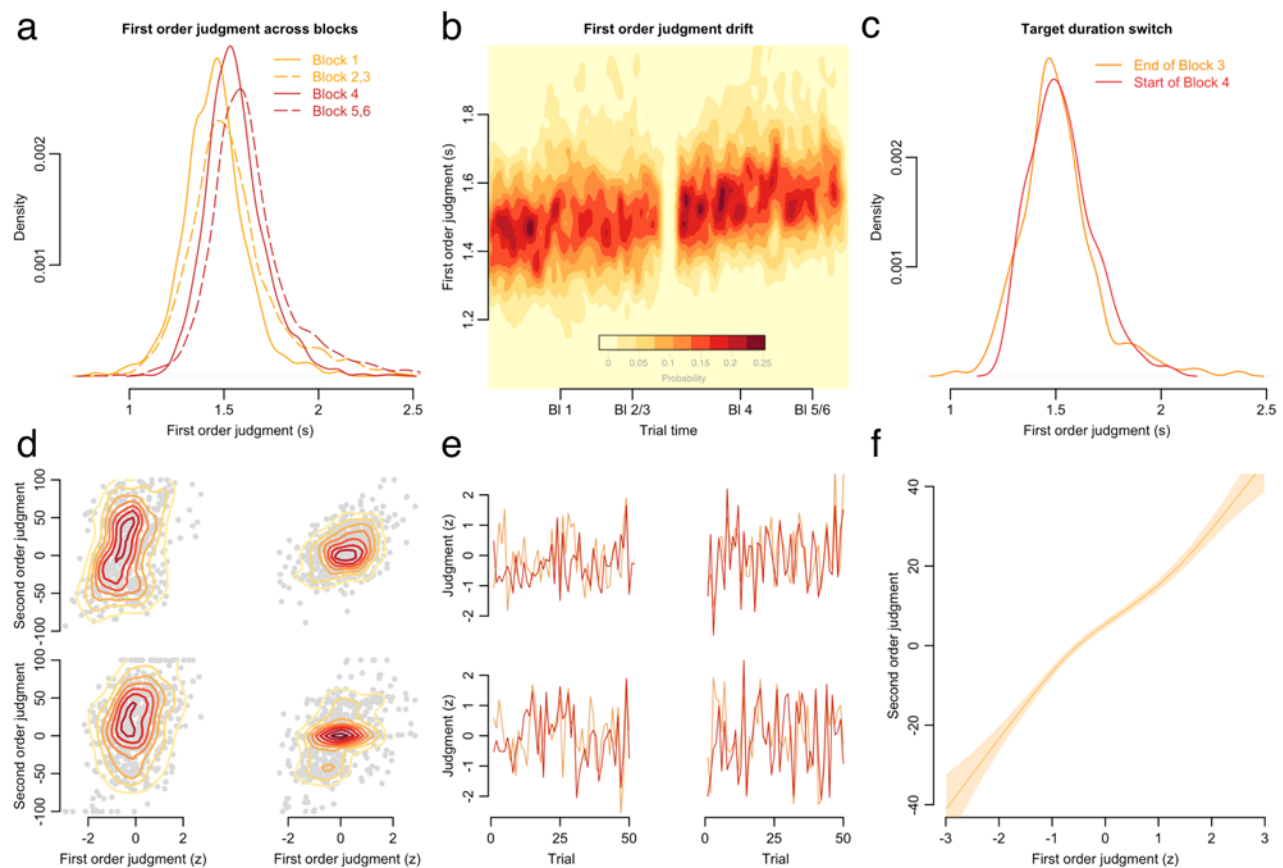 a
First order judgment across blocks
Block 1
Block 2,3
Block 4
Block 5,6
Density
0.002
0.001
1
1.5
2
2.5
First order judgment (s)
b
First order judgment drift
First order judgment (s)
1.8
1.6
1.4
1.2
0
0.05
0.1
0.15
0.2
0.25
Probability
Bl 1
Bl 2/3
Bl 4
Bl 5/6
Trial time
c
Target duration switch
End of Block 3
Start of Block 4
Density
0.002
0.001
1
1.5
2
2.5
First order judgment (s)
d
Second order judgment
100
50
0
-50
-100
Second order judgment
100
50
0
-50
-100
-2
0
2
First order judgment (z)
-2
0
2
First order judgment (z)
e
Judgment (z)
2
1
0
-1
-2
Judgment (z)
2
1
0
-1
-2
0
50
Trial
0
50
Trial
f
Second order judgment
40
20
0
20
40
-3
-2
-1
0
1
2
3
First order judgment (z)